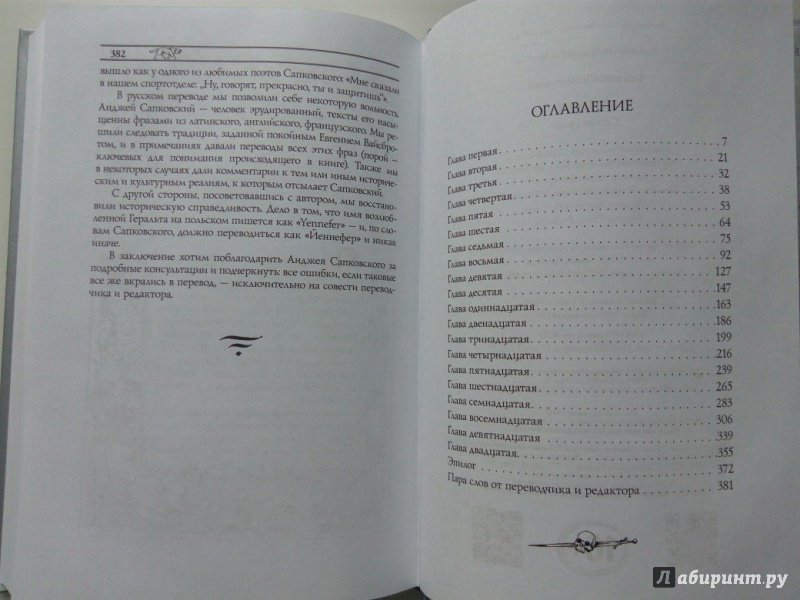 382
вышло как у одного из любимых поэтов Сапковского: «Мне сказали
в нашем спортотделе: „Ну, говорят, прекрасно, ты и защитишь“».
В русском переводе мы позволили себе некоторую вольность.
Анджей Сапковский – человек эрудированный, тексты его насы-
щенны фразами из латинского, английского, французского. Мы ре-
шили следовать традиции, заданной покойным Евгением Вайсбро-
том, и в примечаниях давали переводы всех этих фраз (порой –
ключевых для понимания происходящего в книге). Также мы
в некоторых случаях дали комментарии к тем или иным историче-
ским и культурным реалиям, к которым отсылает Сапковский.
С другой стороны, посоветовавшись с автором, мы восстано-
вили историческую справедливость. Дело в том, что имя возлюб-
ленной Геральта на польском пишется как «Yennefer» — и, по сло-
вам Сапковского, должно переводиться как «Йеннефер» и никак
иначе.
В заключение хотим поблагодарить Анджея Сапковского за
подробные консультации и подчеркнуть: все ошибки, если таковые
все же вкрались в перевод, — исключительно на совести перевод-
чика и редактора.
ОГЛАВЛЕНИЕ
Глава первая . . . 7
Глава вторая . . . 21
Глава третья . . . 32
Глава четвертая . . . 38
Глава пятая . . . 53
Глава шестая . . . 64
Глава седьмая . . . 75
Глава восьмая . . . 92
Глава девятая . . . 127
Глава десятая . . . 147
Глава одиннадцатая . . . 163
Глава двенадцатая . . . 186
Глава тринадцатая . . . 199
Глава четырнадцатая . . . 216
Глава пятнадцатая . . . 239
Глава шестнадцатая . . . 265
Глава семнадцатая . . . 283
Глава восемнадцатая . . . 306
Глава девятнадцатая . . . 339
Глава двадцатая . . . 355
Эпилог . . . 372
Пара слов от переводчика и редактора . . . 381
Лабиринт.ру